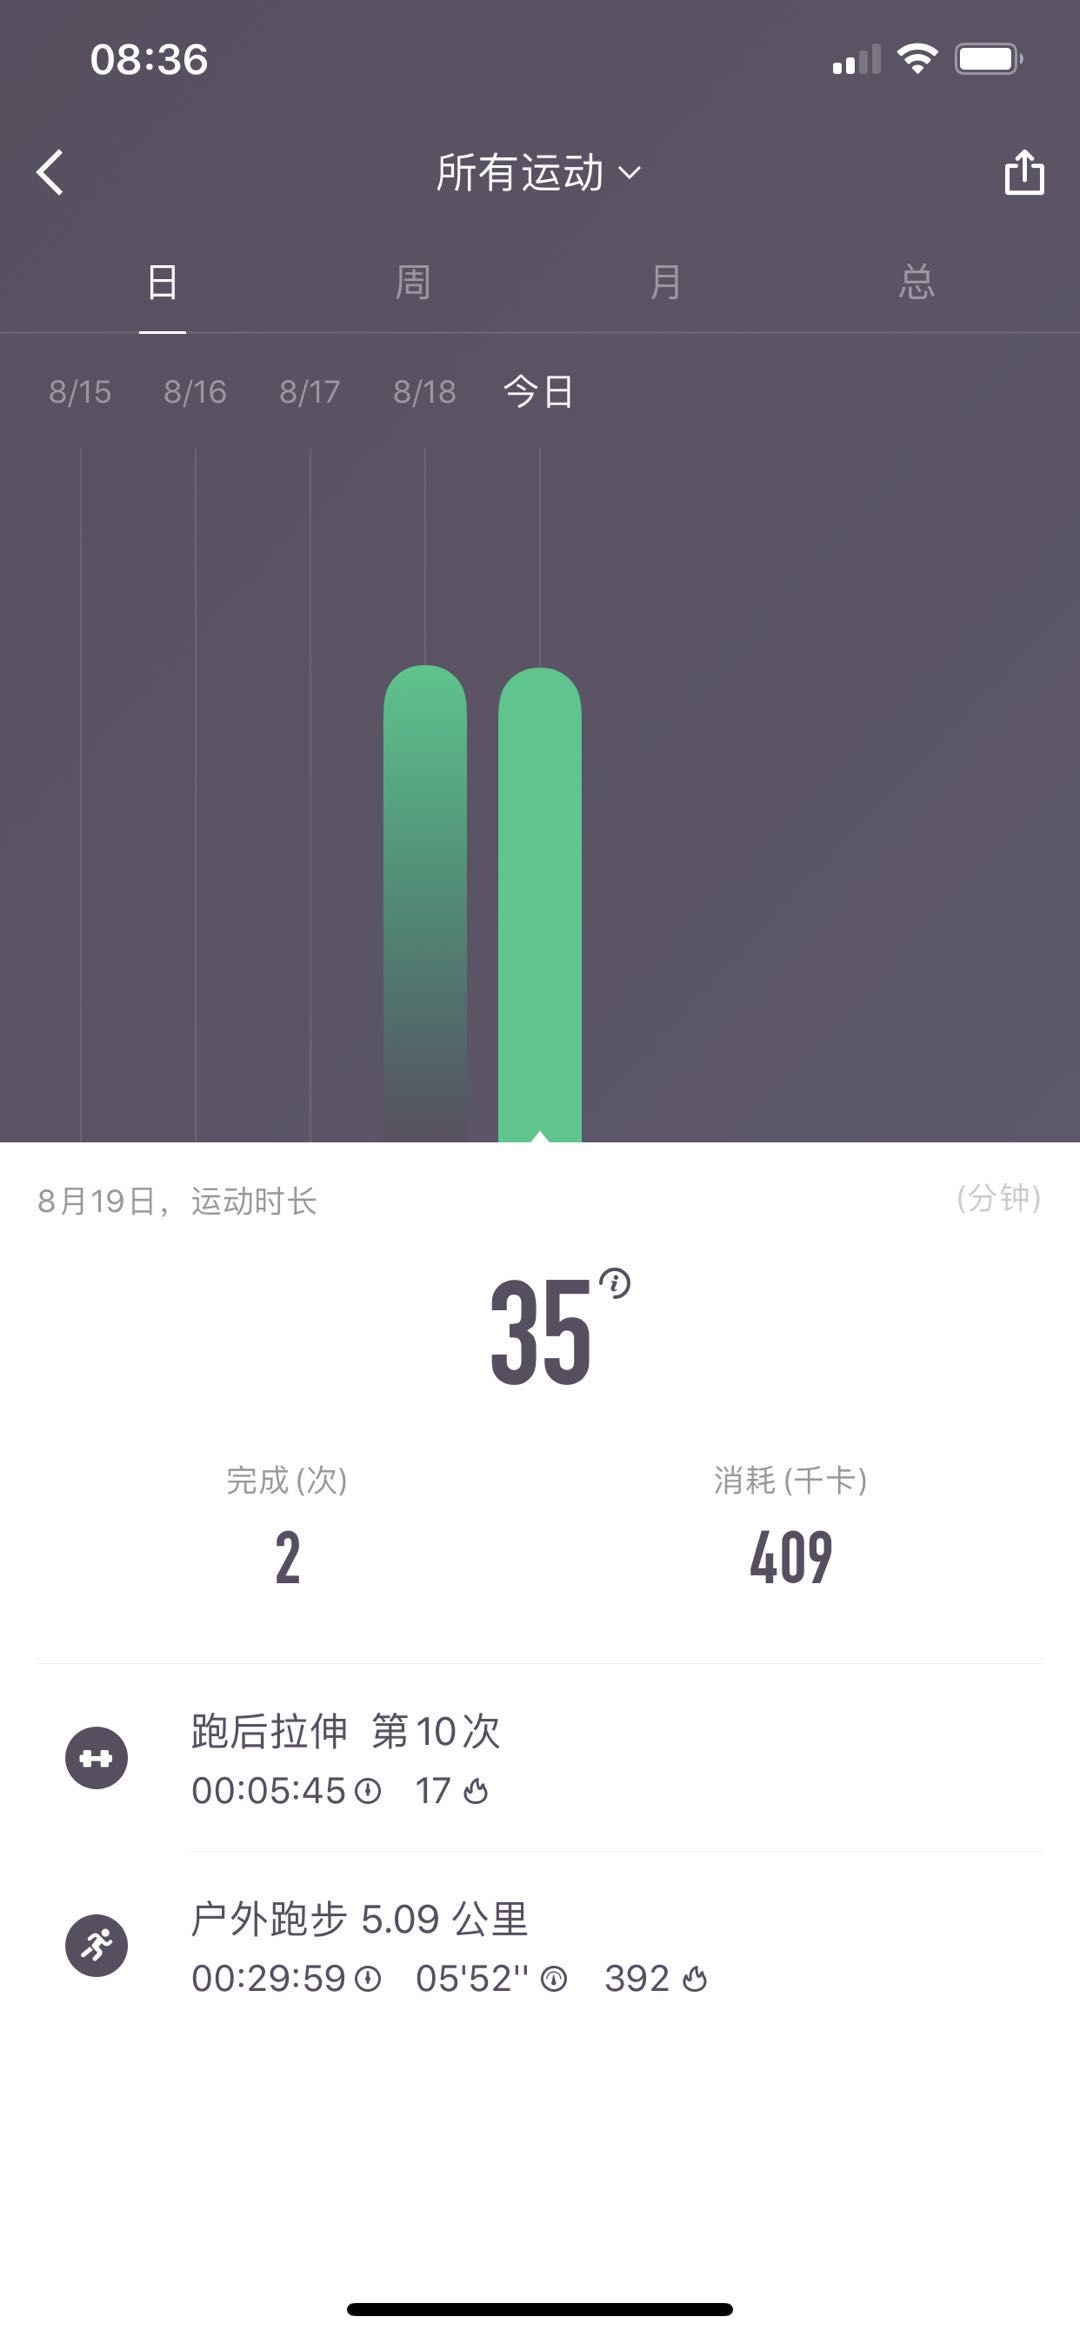 08:36
所有运动
日 周 月 总
8/15 8/16 8/17 8/18 今日
8月19日，运动时长 (分钟)
35
完成(次) 消耗(千卡)
2 409
跑后拉伸 第10次
00:05:45 17
户外跑步 5.09 公里
00:29:59 05'52'' 392